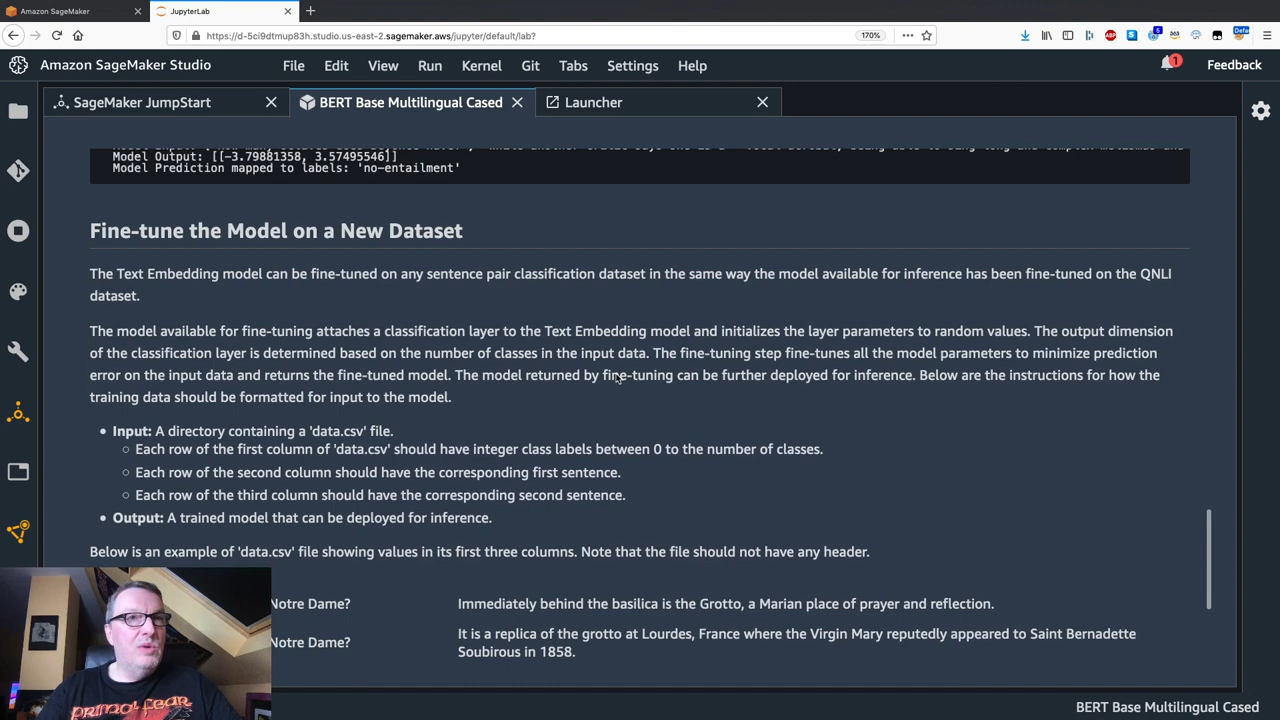 Amazon SageMaker
JupyterLab
https://d-5ci9dtmup83h.studio.us-east-2.sagemaker.aws/jupyter/default/lab?
170%
Amazon SageMaker Studio
File Edit View Run Kernel Git Tabs Settings Help
1
Feedback
SageMaker JumpStart
BERT Base Multilingual Cased
Launcher
Model Output: [[-3.79881358, 3.57495546]]
Model Prediction mapped to labels: 'no-entailment'
Fine-tune the Model on a New Dataset
The Text Embedding model can be fine-tuned on any sentence pair classification dataset in the same way the model available for inference has been fine-tuned on the QNLI
dataset.
The model available for fine-tuning attaches a classification layer to the Text Embedding model and initializes the layer parameters to random values. The output dimension
of the classification layer is determined based on the number of classes in the input data. The fine-tuning step fine-tunes all the model parameters to minimize prediction
error on the input data and returns the fine-tuned model. The model returned by fine-tuning can be further deployed for inference. Below are the instructions for how the
training data should be formatted for input to the model.
• Input: A directory containing a 'data.csv' file.
○ Each row of the first column of 'data.csv' should have integer class labels between 0 to the number of classes.
○ Each row of the second column should have the corresponding first sentence.
○ Each row of the third column should have the corresponding second sentence.
• Output: A trained model that can be deployed for inference.
Below is an example of 'data.csv' file showing values in its first three columns. Note that the file should not have any header.
Notre Dame? Immediately behind the basilica is the Grotto, a Marian place of prayer and reflection.
Notre Dame? It is a replica of the grotto at Lourdes, France where the Virgin Mary reputedly appeared to Saint Bernadette
Soubirous in 1858.
PRIMAL FEAR
BERT Base Multilingual Cased